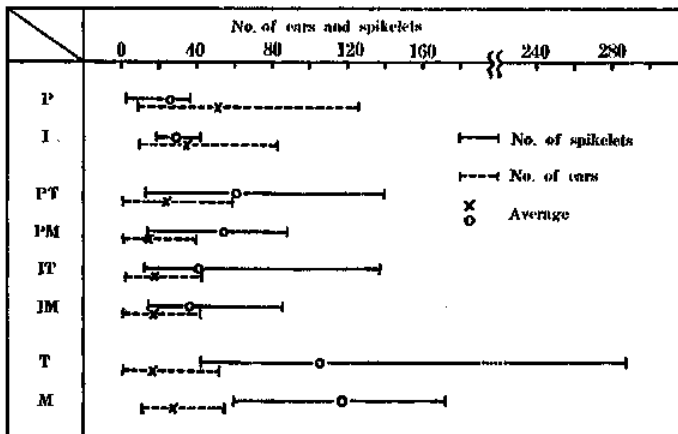 No. of ears and spikelets
0 40 80 120 160 240 280
P
I
No. of spikelets
PT
No. of ears
PM
Average
IT
IM
T
M